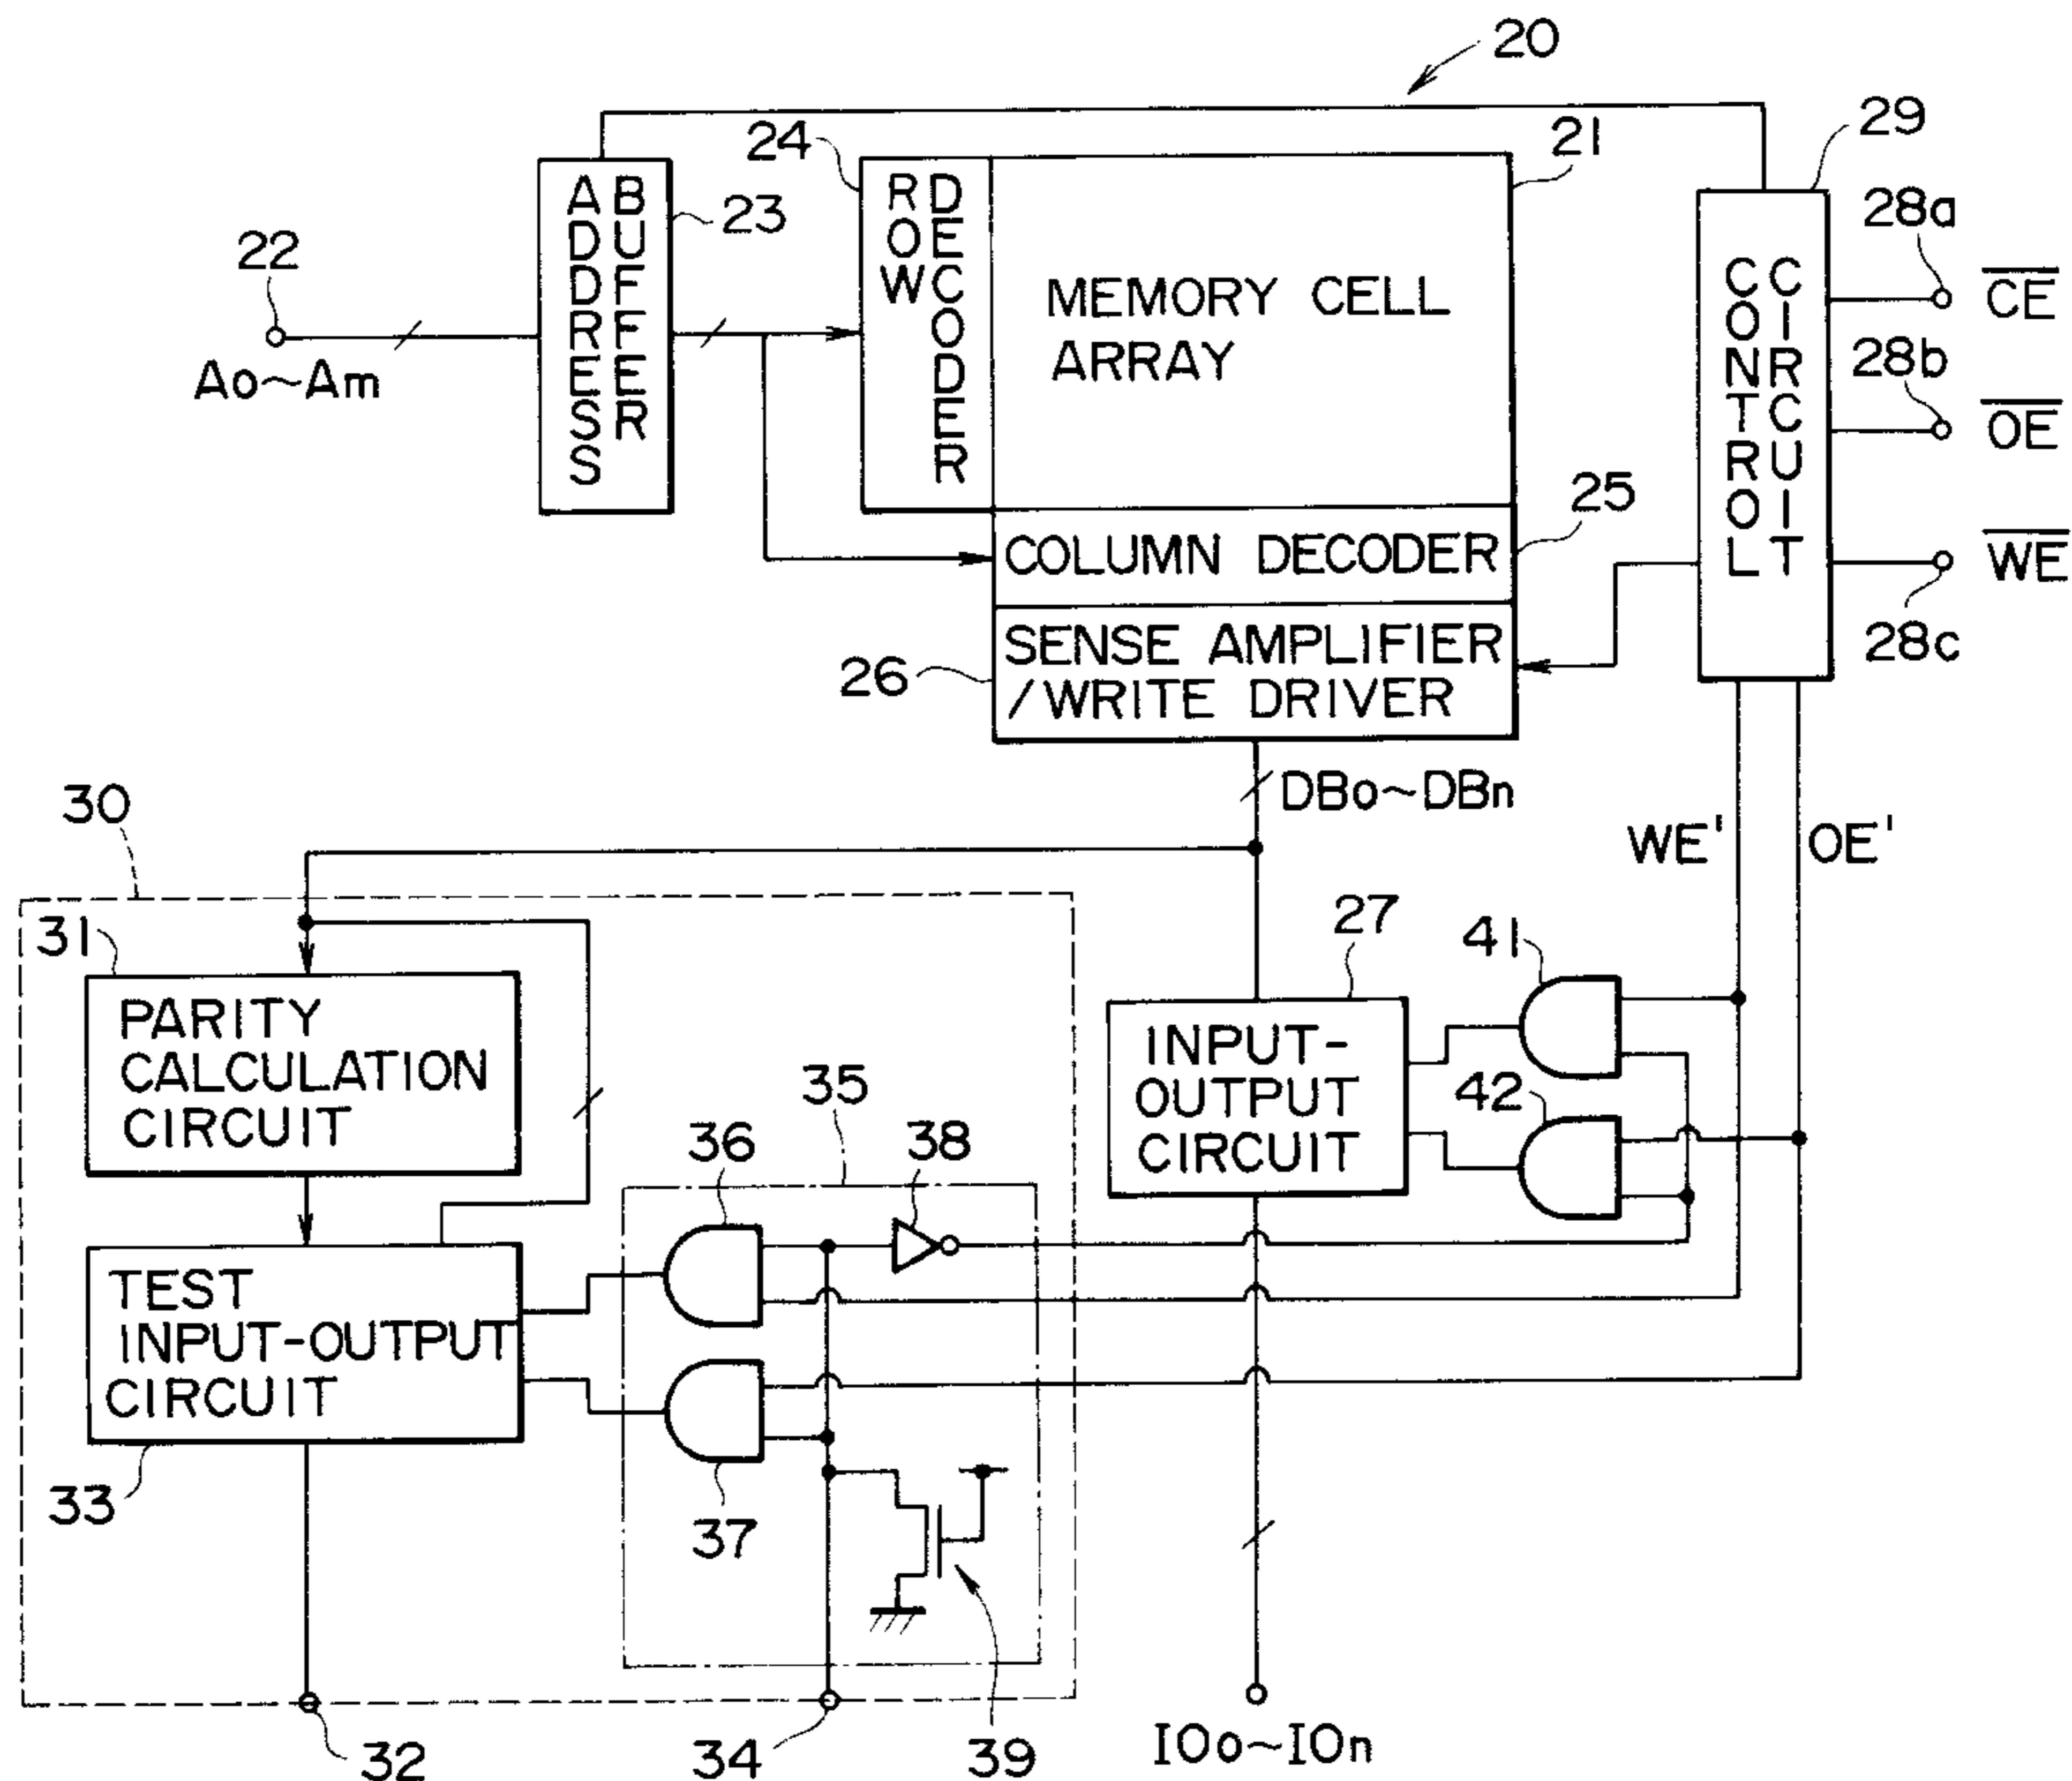 20
24
21
29
ADDRESS BUFFER
23
ROW DECODER
MEMORY CELL
ARRAY
CONTROL CIRCUIT
28a
22
C̅E̅
Ao~Am
28b
O̅E̅
25
COLUMN DECODER
W̅E̅
28c
26
SENSE AMPLIFIER
/WRITE DRIVER
30
DBo~DBn
WE'
OE'
31
27
41
PARITY
CALCULATION
CIRCUIT
INPUT-
OUTPUT
CIRCUIT
35
42
36
38
TEST
INPUT-OUTPUT
CIRCUIT
33
37
32
34
39
IOo~IOn